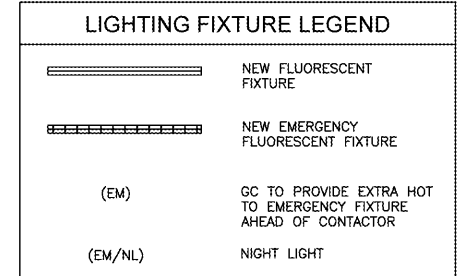 LIGHTING FIXTURE LEGEND
NEW FLUORESCENT
FIXTURE
NEW EMERGENCY
FLUORESCENT FIXTURE
(EM)
GC TO PROVIDE EXTRA HOT
TO EMERGENCY FIXTURE
AHEAD OF CONTACTOR
(EM/NL)
NIGHT LIGHT